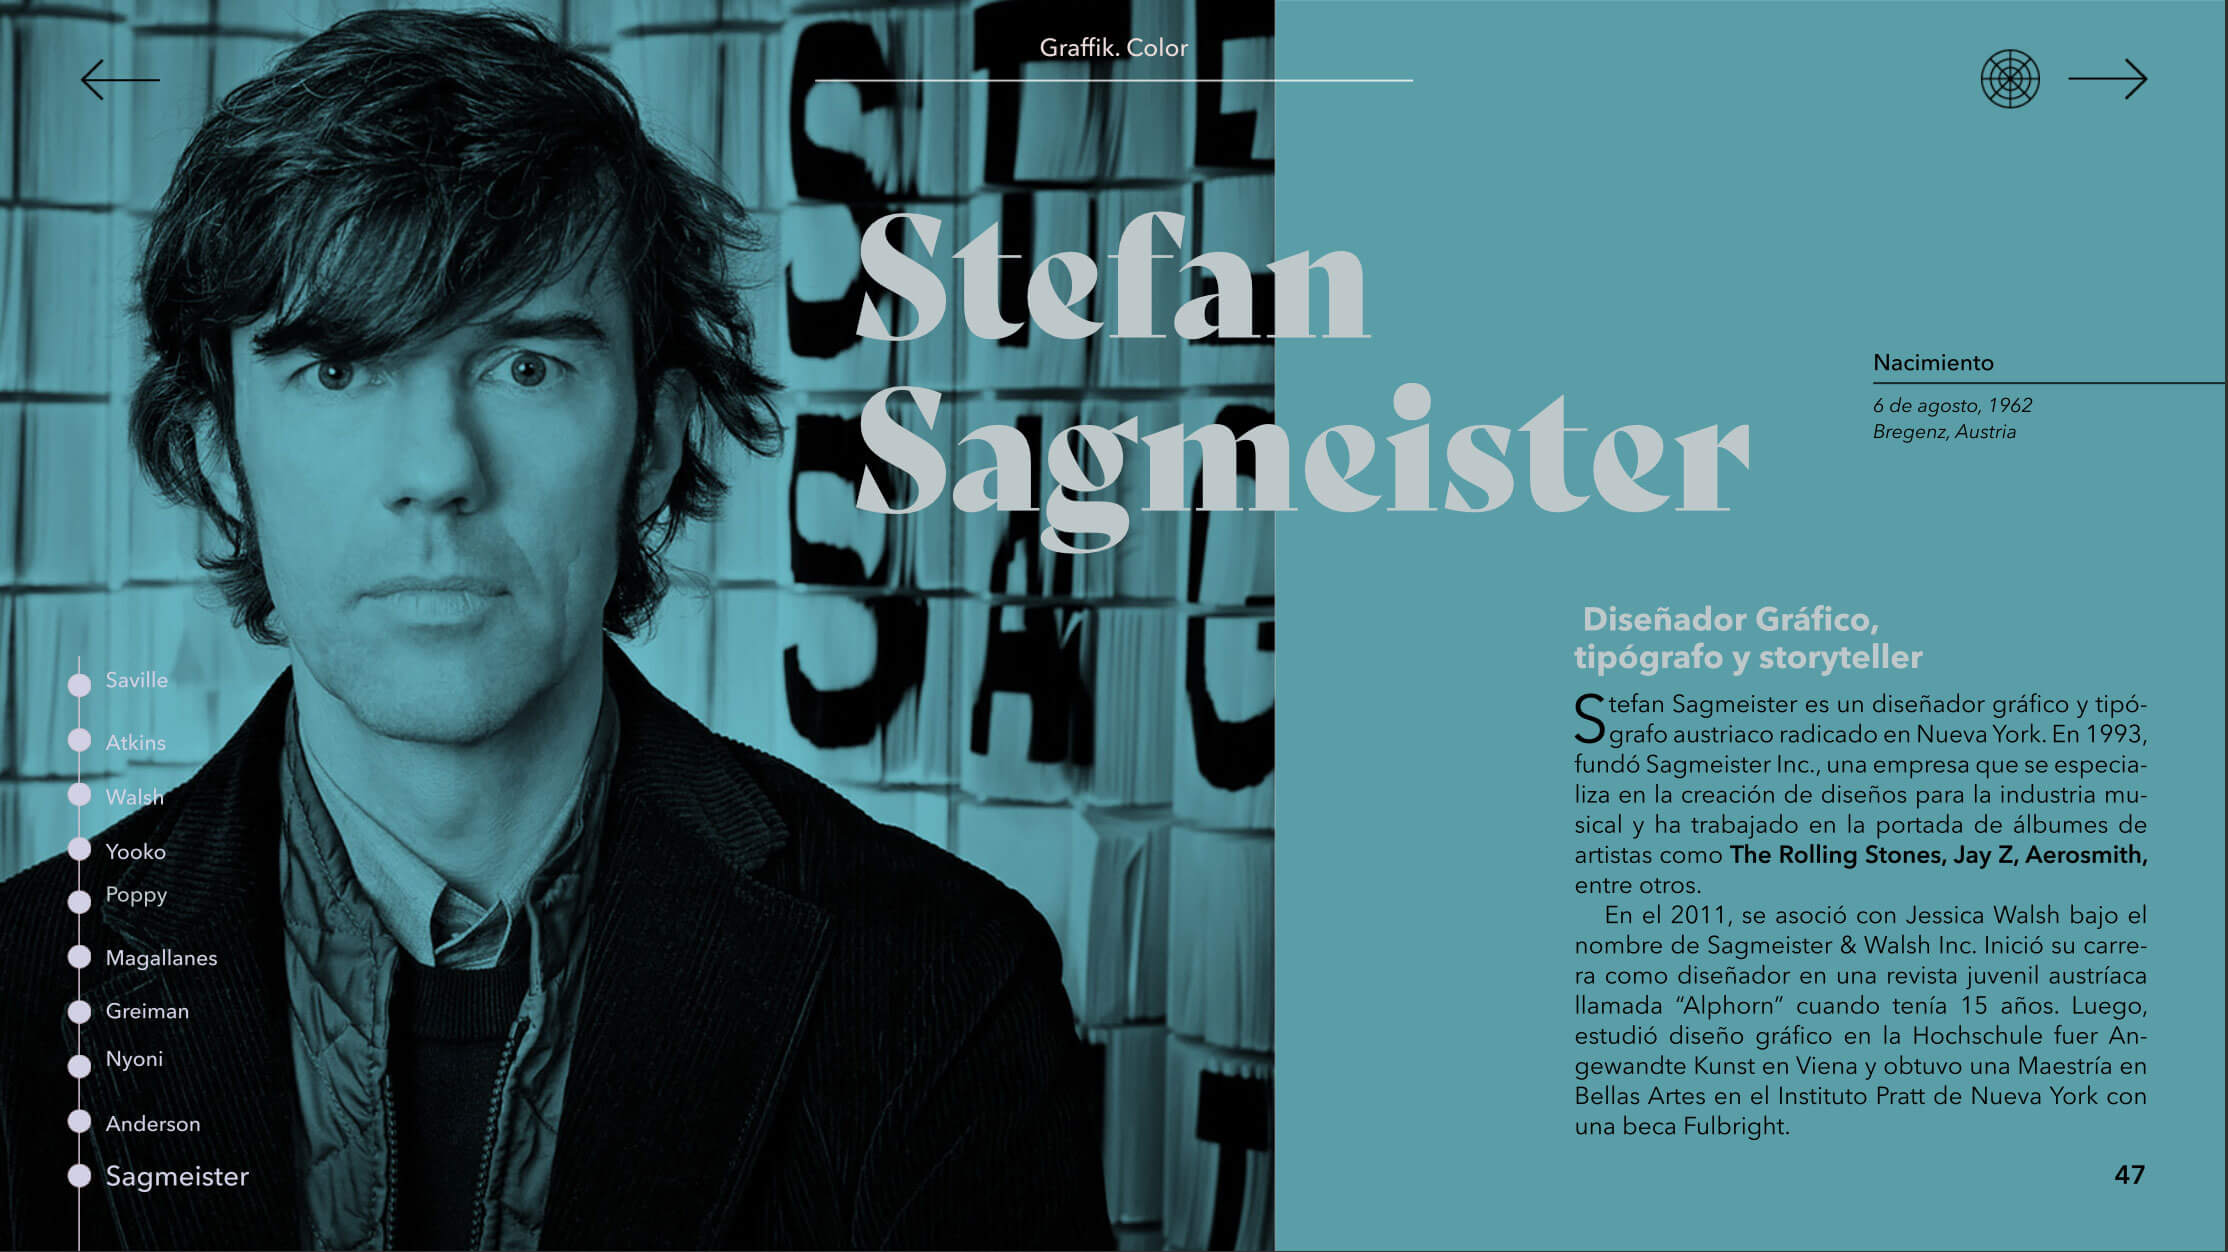 Graffik. Color
Stefan
Sagmeister
Nacimiento
6 de agosto, 1962
Bregenz, Austria
Diseñador Gráfico,
tipógrafo y storyteller
Stefan Sagmeister es un diseñador gráfico y tipó-
grafo austriaco radicado en Nueva York. En 1993,
fundó Sagmeister Inc., una empresa que se especia-
liza en la creación de diseños para la industria mu-
sical y ha trabajado en la portada de álbumes de
artistas como The Rolling Stones, Jay Z, Aerosmith,
entre otros.
En el 2011, se asoció con Jessica Walsh bajo el
nombre de Sagmeister & Walsh Inc. Inició su carre-
ra como diseñador en una revista juvenil austríaca
llamada “Alphorn” cuando tenía 15 años. Luego,
estudió diseño gráfico en la Hochschule fuer An-
gewandte Kunst en Viena y obtuvo una Maestría en
Bellas Artes en el Instituto Pratt de Nueva York con
una beca Fulbright.
Saville
Atkins
Walsh
Yooko
Poppy
Magallanes
Greiman
Nyoni
Anderson
Sagmeister
47